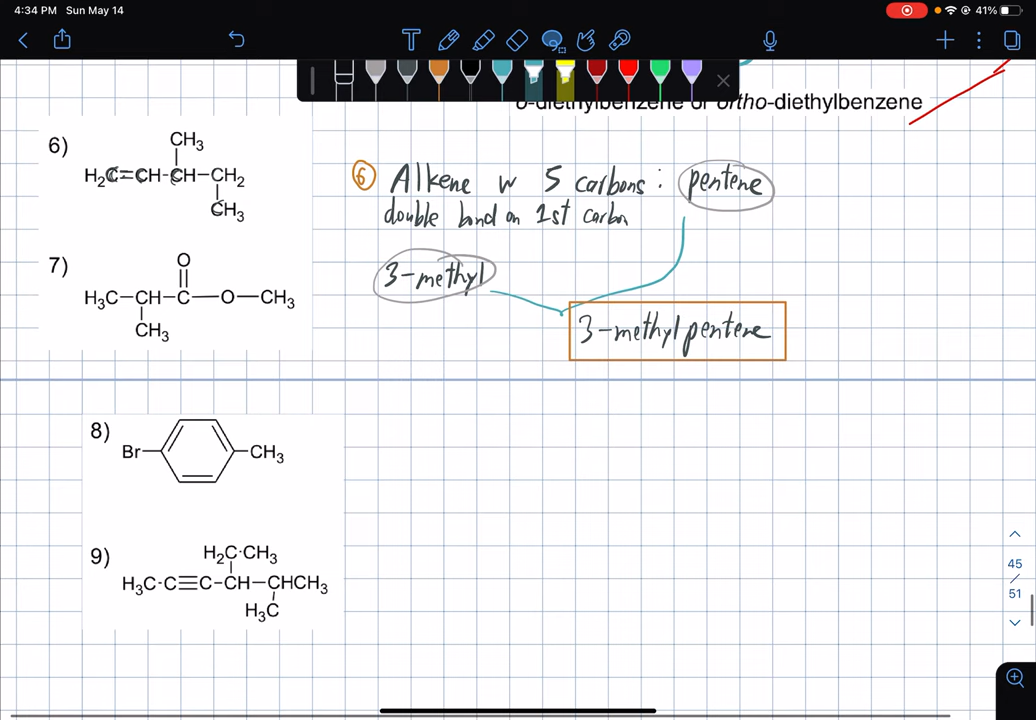 4:34 PM Sun May 14
41%
o-diethylbenzene or ortho-diethylbenzene
6)
CH3
H2C=CH-CH-CH2
CH3
⑥ Alkene w 5 carbons: pentene
double bond on 1st carbon
3-methyl
3-methylpentene
7)
O
H3C-CH-C-O-CH3
CH3
8)
Br
CH3
9)
H2C·CH3
H3C-C≡C-CH-CHCH3
H3C
45
/
51